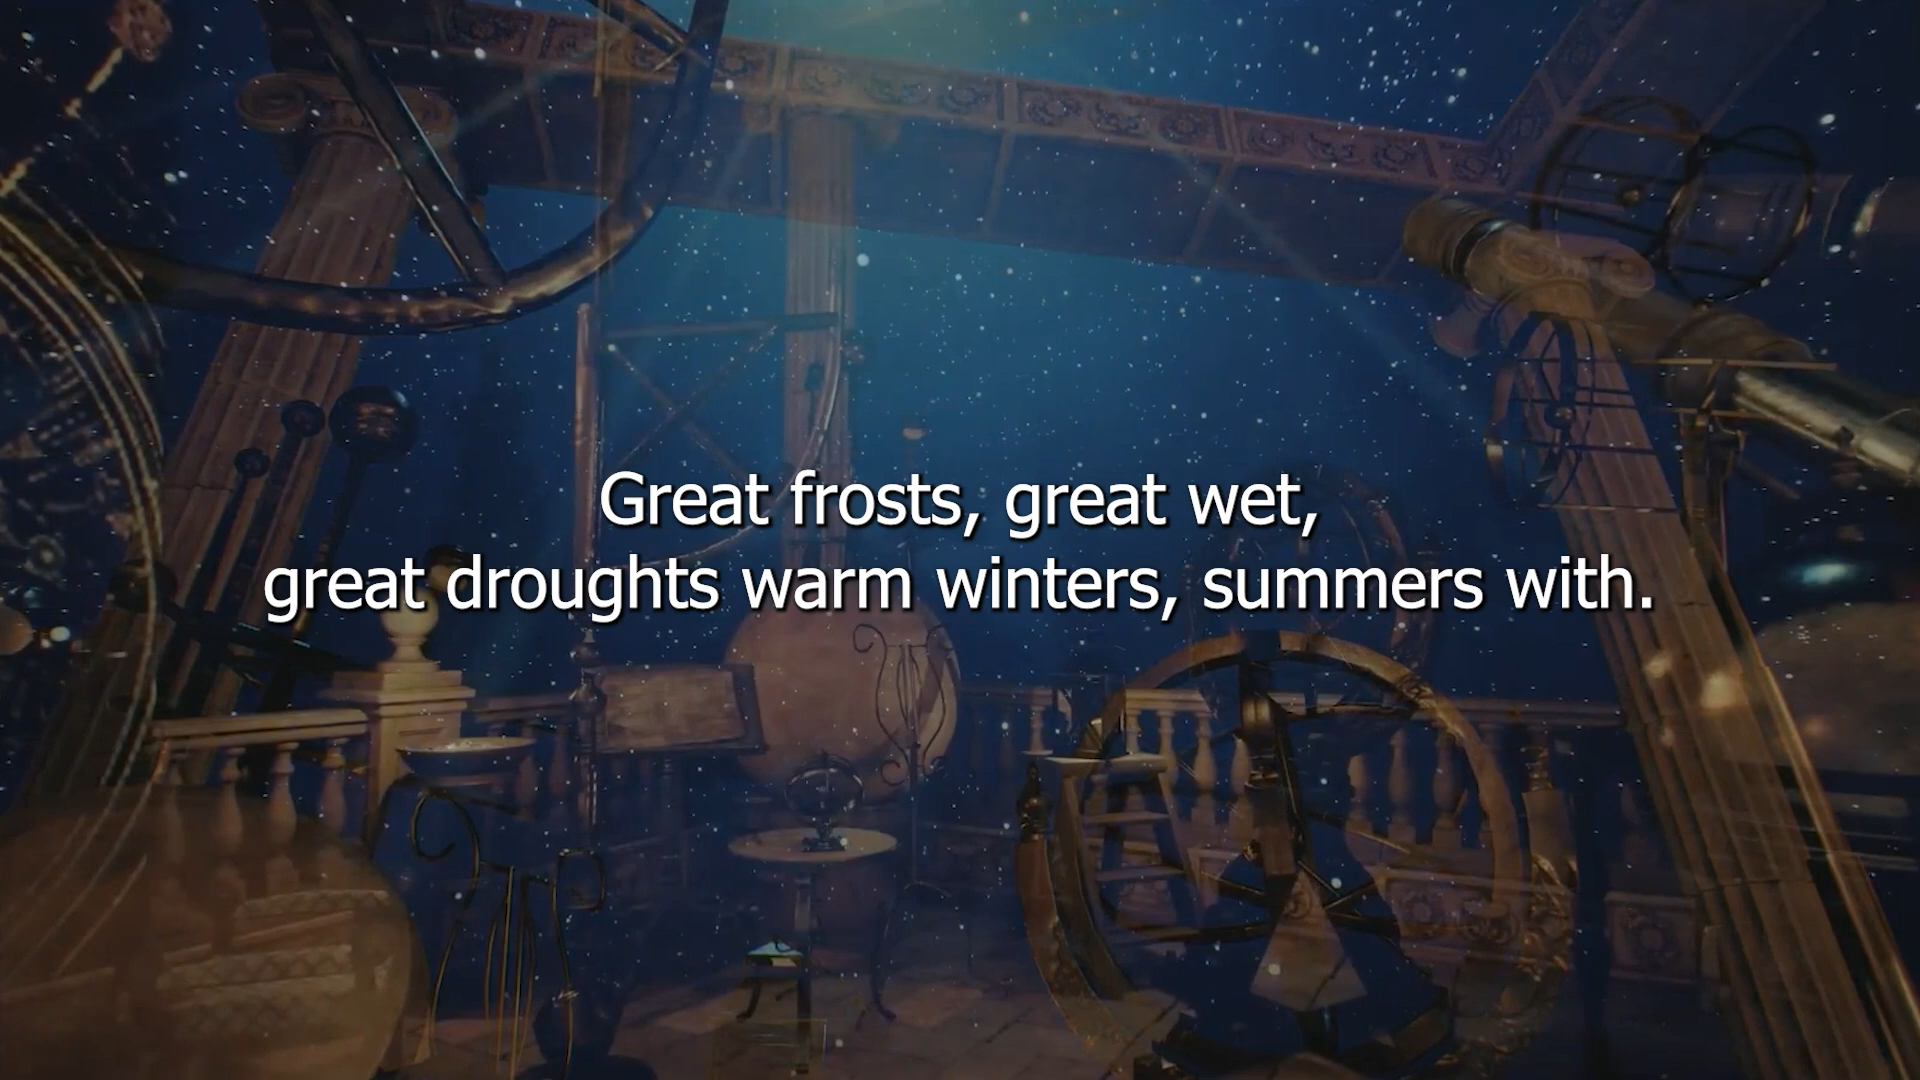 Great frosts, great wet,
great droughts warm winters, summers with.